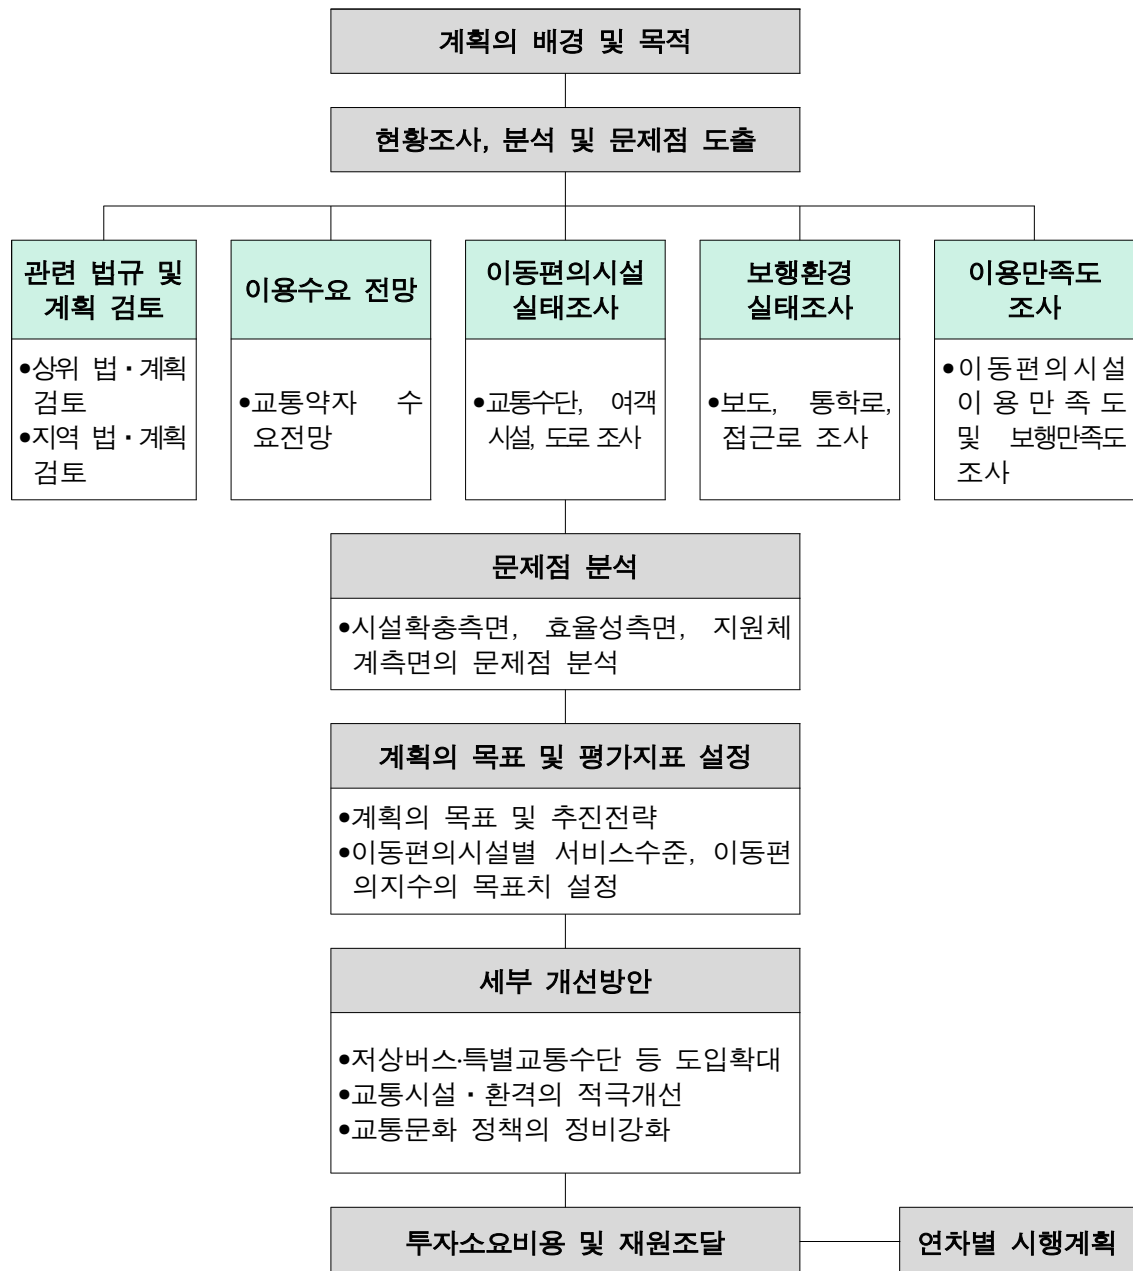 계획의 배경 및 목적
현황조사, 분석 및 문제점 도출
관련 법규 및
계획 검토
●상위 법·계획
검토
●지역 법·계획
검토
이용수요 전망
●교통약자 수
요전망
이동편의시설
실태조사
●교통수단, 여객
시설, 도로 조사
보행환경
실태조사
●보도, 통학로,
접근로 조사
이용만족도
조사
●이동편의시설
이용만족도
및 보행만족도
조사
문제점 분석
●시설확충측면, 효율성측면, 지원체
계측면의 문제점 분석
계획의 목표 및 평가지표 설정
●계획의 목표 및 추진전략
●이동편의시설별 서비스수준, 이동편
의지수의 목표치 설정
세부 개선방안
●저상버스·특별교통수단 등 도입확대
●교통시설·환격의 적극개선
●교통문화 정책의 정비강화
투자소요비용 및 재원조달
연차별 시행계획